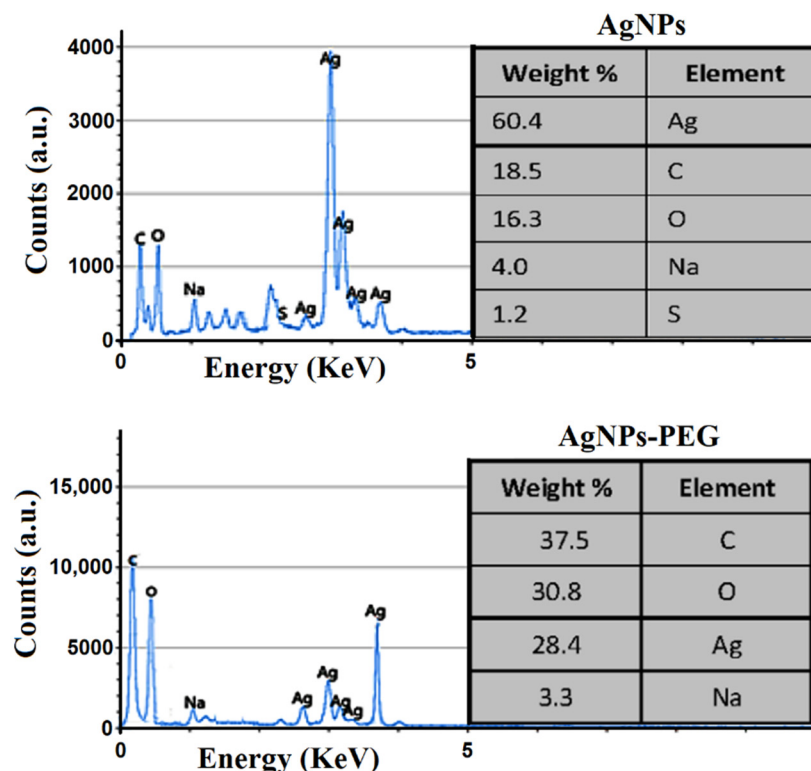 AgNPs
Counts (a.u.)
4000
3000
2000
1000
0
C
O
Na
S
Ag
Ag
Ag
Ag
Ag
0
5
Energy (KeV)
Weight % Element
60.4 Ag
18.5 C
16.3 O
4.0 Na
1.2 S
AgNPs-PEG
Counts (a.u.)
15,000
10,000
5000
0
C
O
Na
Ag
Ag
Ag
Ag
Ag
0
5
Energy (KeV)
Weight % Element
37.5 C
30.8 O
28.4 Ag
3.3 Na